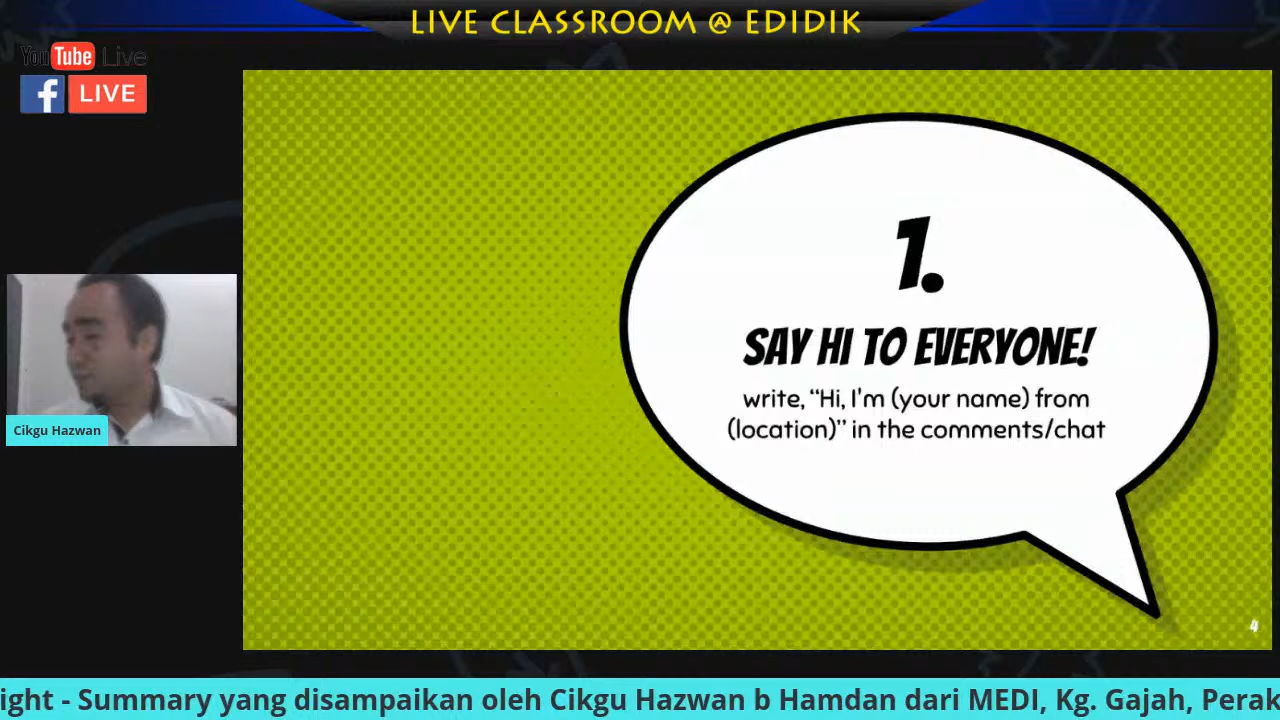 LIVE CLASSROOM @ EDIDIK
YouTube Live
f LIVE
1.
SAY HI TO EVERYONE!
write, “Hi, I'm (your name) from
(location)” in the comments/chat
Cikgu Hazwan
4
ight - Summary yang disampaikan oleh Cikgu Hazwan b Hamdan dari MEDI, Kg. Gajah, Perak